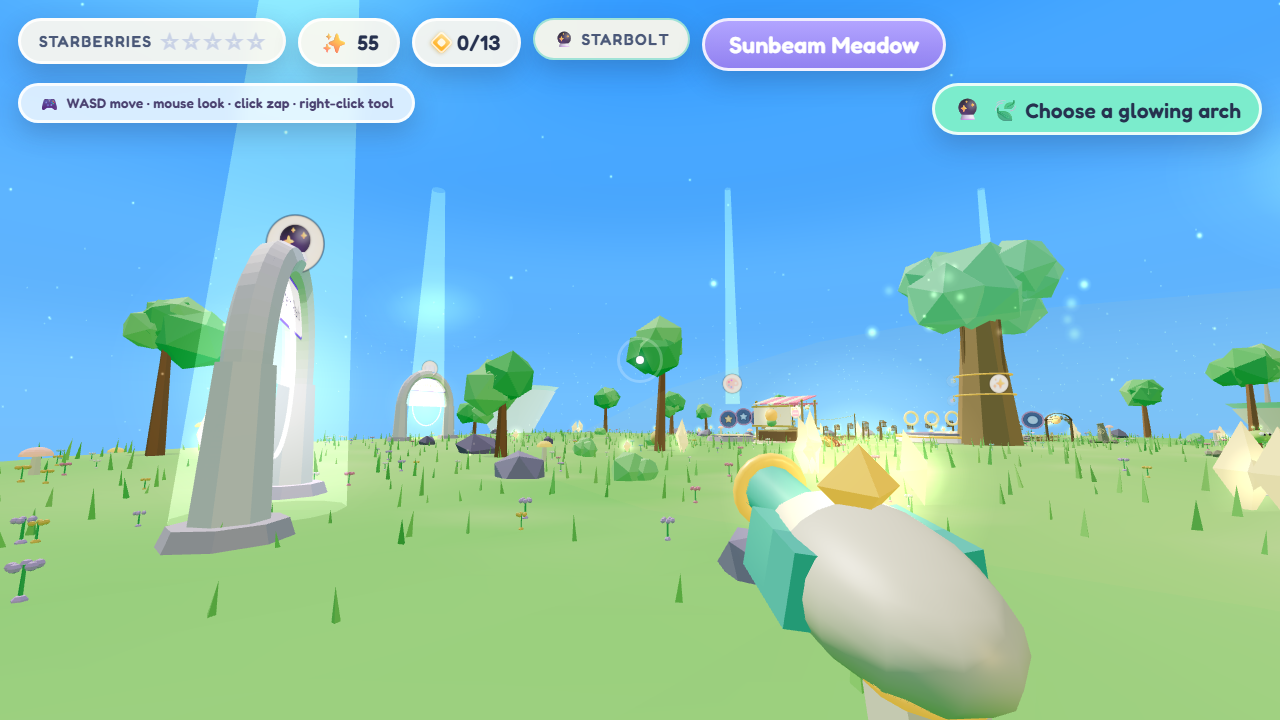 STARBERRIES
55
0/13
STARBOLT
Sunbeam Meadow
WASD move · mouse look · click zap · right-click tool
Choose a glowing arch